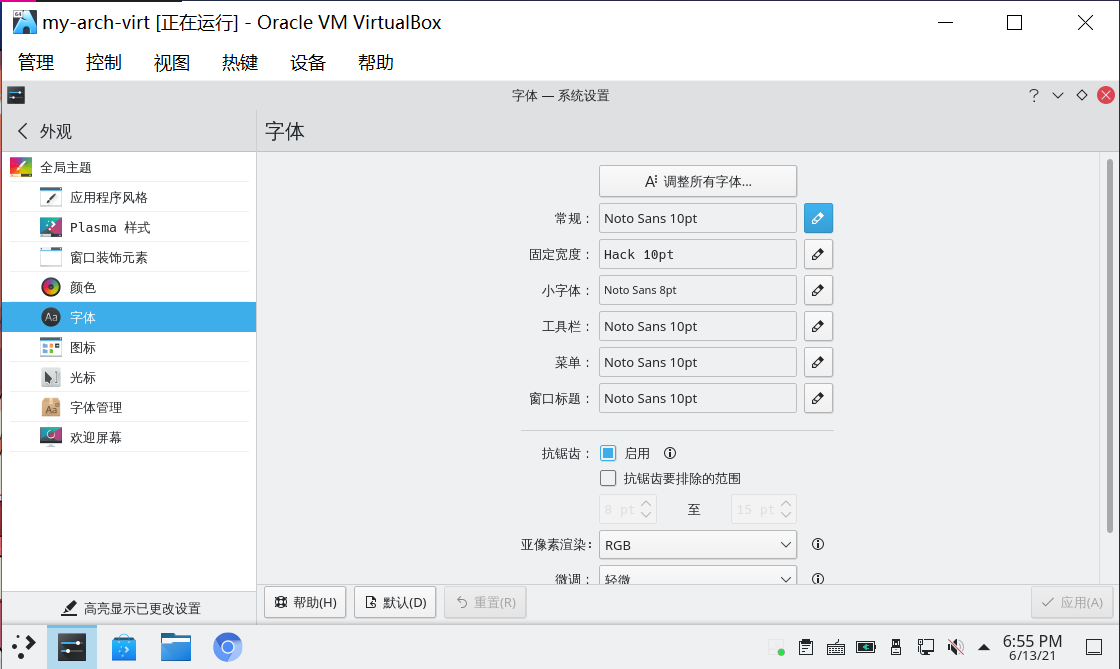 my-arch-virt [正在运行] - Oracle VM VirtualBox
管理 控制 视图 热键 设备 帮助
字体 — 系统设置
外观
字体
全局主题
应用程序风格
Plasma 样式
窗口装饰元素
颜色
字体
图标
光标
字体管理
欢迎屏幕
高亮显示已更改设置
调整所有字体...
常规： Noto Sans 10pt
固定宽度： Hack 10pt
小字体： Noto Sans 8pt
工具栏： Noto Sans 10pt
菜单： Noto Sans 10pt
窗口标题： Noto Sans 10pt
抗锯齿： 启用
抗锯齿要排除的范围
8 pt 至 15 pt
亚像素渲染： RGB
微调： 轻微
帮助(H) 默认(D) 重置(R) 应用(A)
6:55 PM
6/13/21